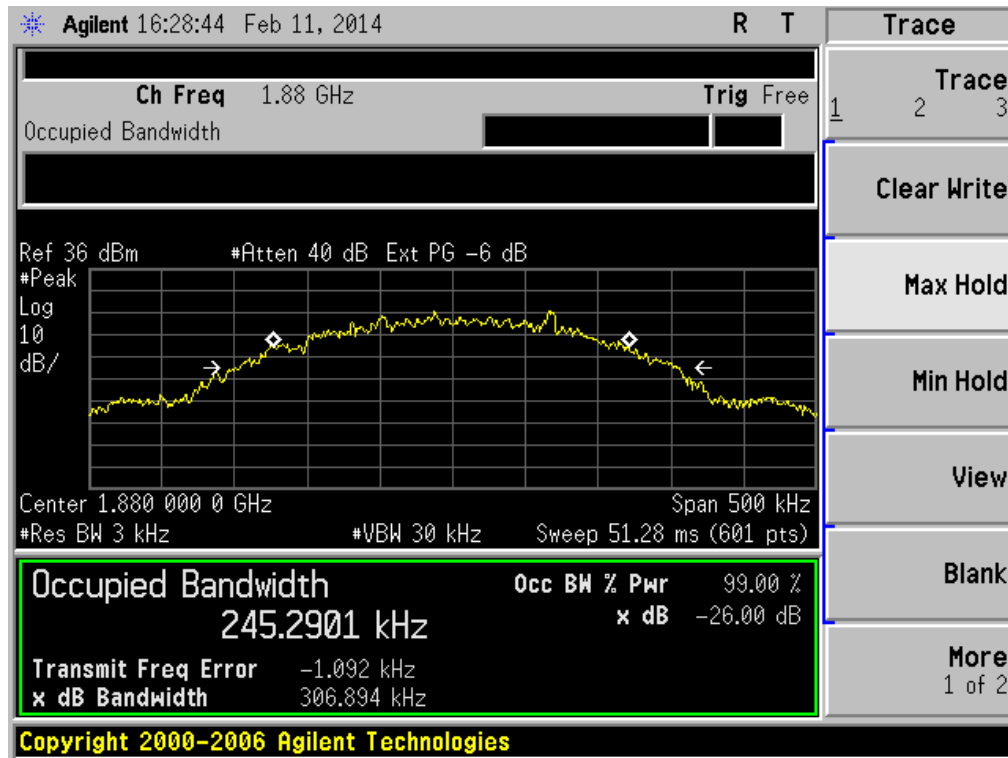 Agilent 16:28:44 Feb 11, 2014 R T
Trace
Ch Freq 1.88 GHz Trig Free
Occupied Bandwidth
Trace
1 2 3
Clear Write
Max Hold
Min Hold
View
Blank
More
1 of 2
Ref 36 dBm #Atten 40 dB Ext PG -6 dB
#Peak
Log
10
dB/
Center 1.880 000 0 GHz Span 500 kHz
#Res BW 3 kHz #VBW 30 kHz Sweep 51.28 ms (601 pts)
Occupied Bandwidth Occ BW % Pwr 99.00 %
245.2901 kHz x dB -26.00 dB
Transmit Freq Error -1.092 kHz
x dB Bandwidth 306.894 kHz
Copyright 2000-2006 Agilent Technologies